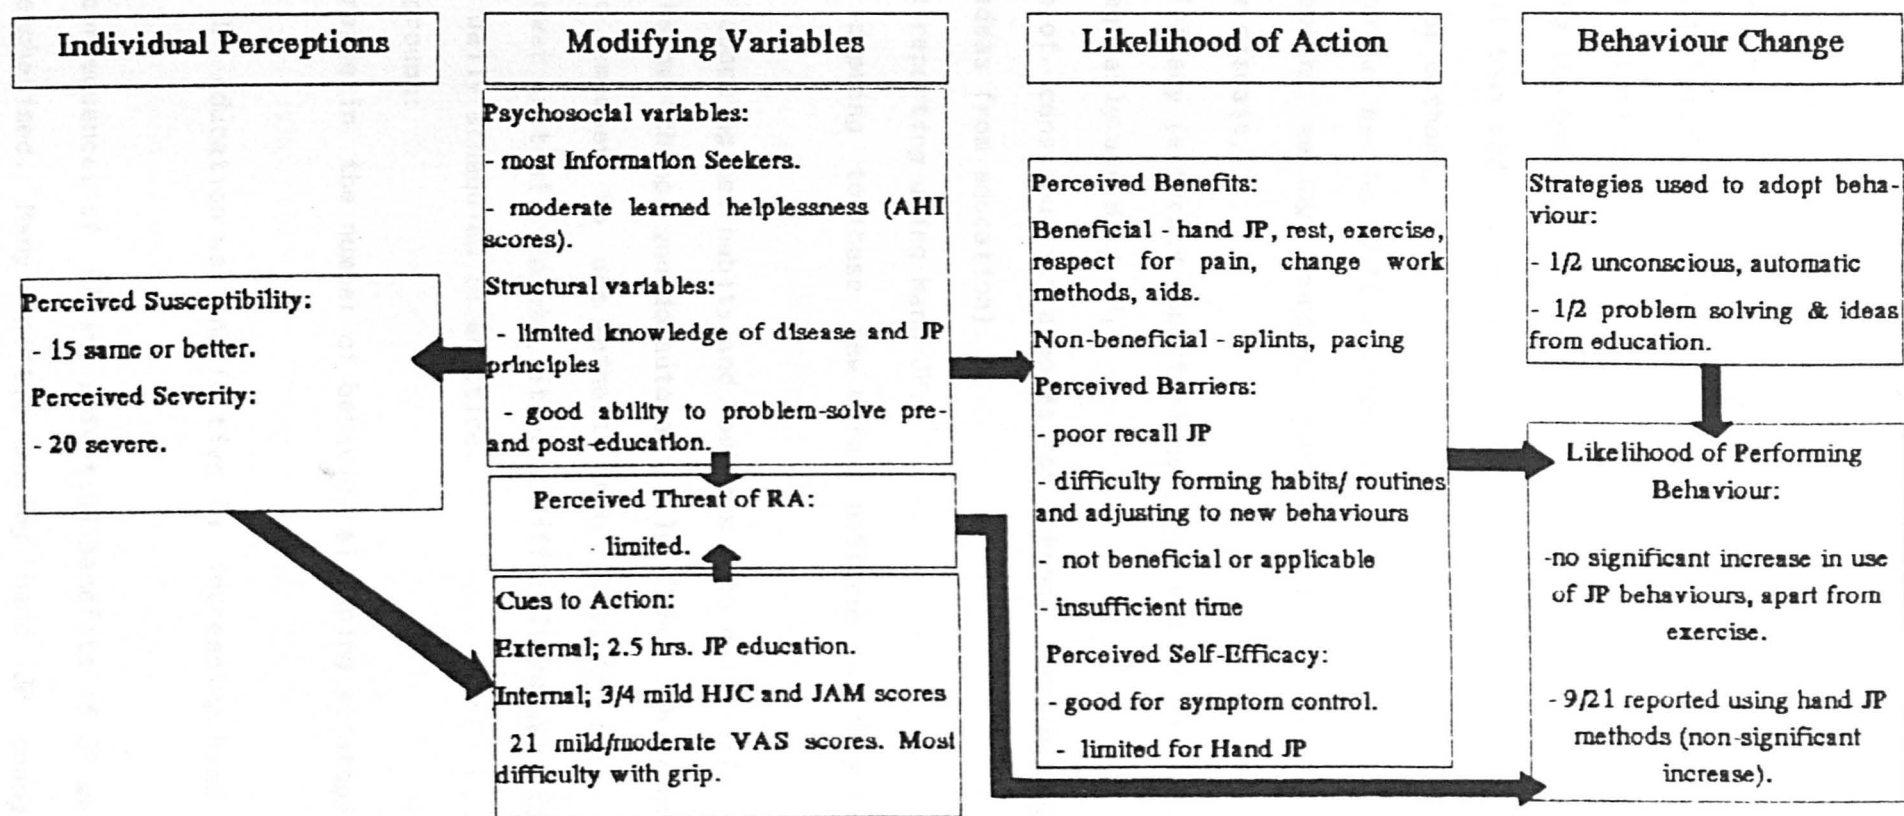 Individual Perceptions
Modifying Variables
Likelihood of Action
Behaviour Change
Perceived Susceptibility:
- 15 same or better.
Perceived Severity:
- 20 severe.
Psychosocial variables:
- most Information Seekers.
- moderate learned helplessness (AHI
scores).
Structural variables:
- limited knowledge of disease and JP
principles
- good ability to problem-solve pre-
and post-education.
Perceived Threat of RA:
- limited.
Cues to Action:
External; 2.5 hrs. JP education.
Internal; 3/4 mild HJC and JAM scores
21 mild/moderate VAS scores. Most
difficulty with grip.
Perceived Benefits:
Beneficial - hand JP, rest, exercise,
respect for pain, change work
methods, aids.
Non-beneficial - splints, pacing
Perceived Barriers:
- poor recall JP
- difficulty forming habits/ routines
and adjusting to new behaviours
- not beneficial or applicable
- insufficient time
Perceived Self-Efficacy:
- good for symptom control.
- limited for Hand JP
Strategies used to adopt beha-
viour:
- 1/2 unconscious, automatic
- 1/2 problem solving & ideas
from education.
Likelihood of Performing
Behaviour:
-no significant increase in use
of JP behaviours, apart from
exercise.
- 9/21 reported using hand JP
methods (non-significant
increase).